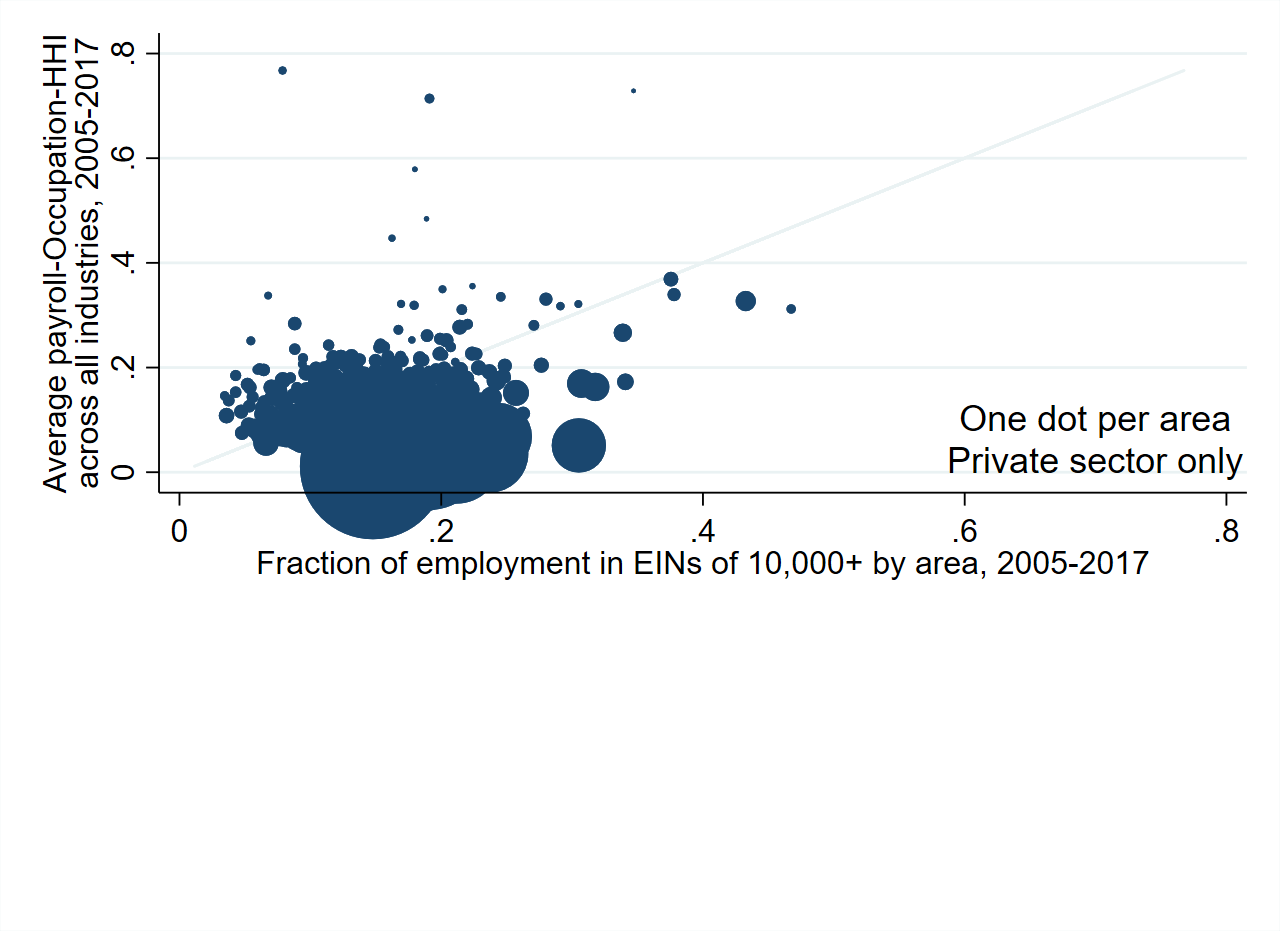 Average payroll-Occupation-HHI
across all industries, 2005-2017
.8
.6
.4
.2
0
One dot per area
Private sector only
0 .2 .4 .6 .8
Fraction of employment in EINs of 10,000+ by area, 2005-2017